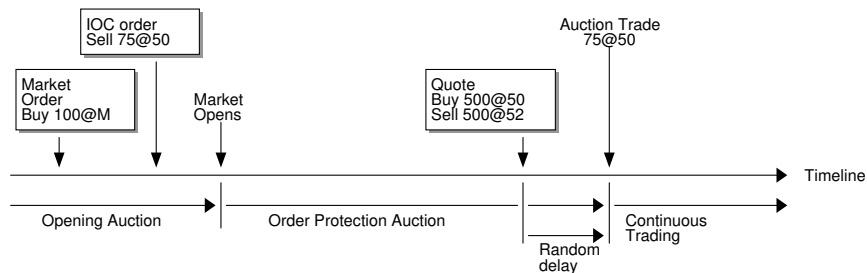 IOC order
Sell 75@50
Auction Trade
75@50
Market
Order
Buy 100@M
Market
Opens
Quote
Buy 500@50
Sell 500@52
Timeline
Opening Auction
Order Protection Auction
Continuous
Trading
Random
delay